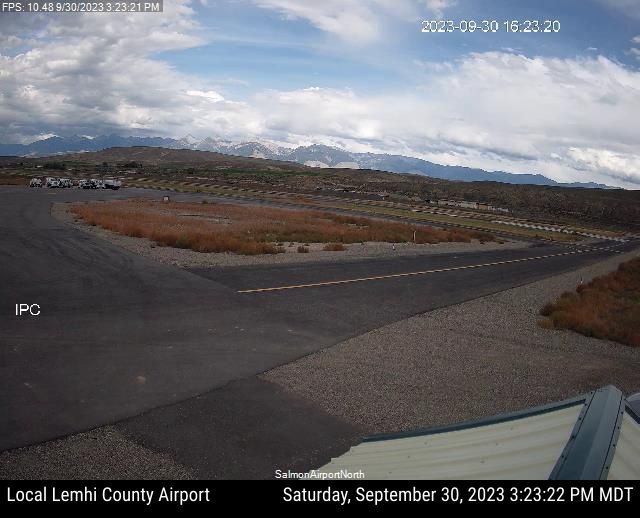 FPS: 10.48 9/30/2023 3:23:21 PM
2023-09-30 16:23:20
IPC
SalmonAirportNorth
Local Lemhi County Airport
Saturday, September 30, 2023 3:23:22 PM MDT